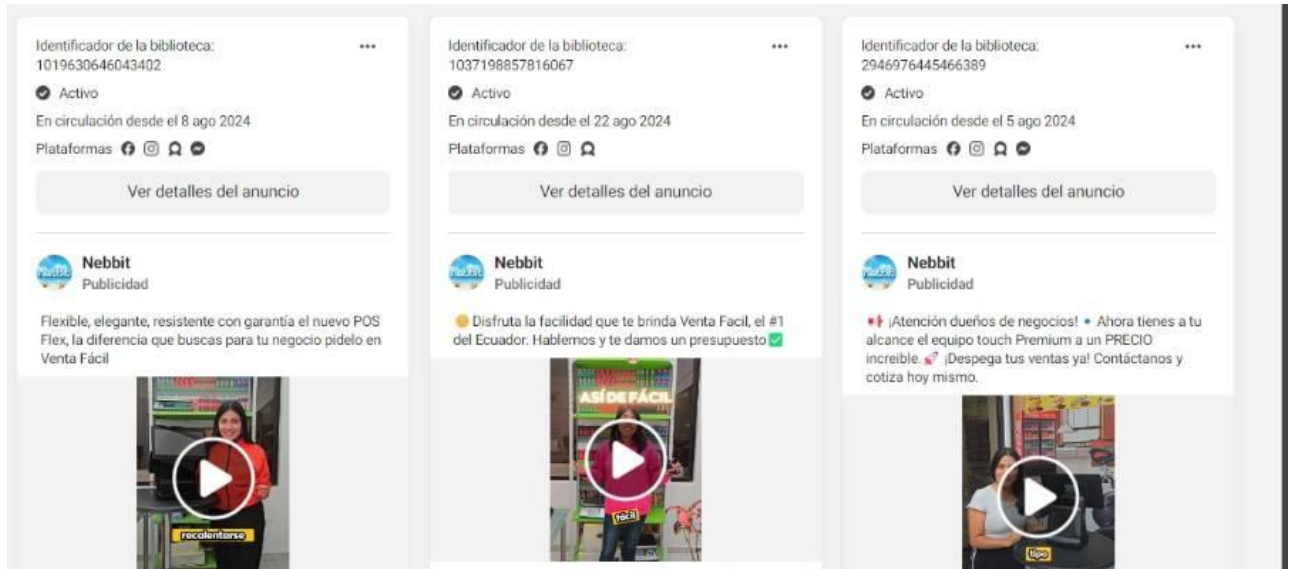 Identificador de la biblioteca:
1019630646043402
Activo
En circulación desde el 8 ago 2024
Plataformas
Ver detalles del anuncio
Nebbit
Publicidad
Flexible, elegante, resistente con garantía el nuevo POS
Flex, la diferencia que buscas para tu negocio pidelo en
Venta Fácil
recalentarse
Identificador de la biblioteca:
1037198857816067
Activo
En circulación desde el 22 ago 2024
Plataformas
Ver detalles del anuncio
Nebbit
Publicidad
Disfruta la facilidad que te brinda Venta Facil, el #1
del Ecuador. Hablemos y te damos un presupuesto ✅
ASÍ DE FÁCIL
fácil
Identificador de la biblioteca:
2946976445466389
Activo
En circulación desde el 5 ago 2024
Plataformas
Ver detalles del anuncio
Nebbit
Publicidad
¡Atención dueños de negocios! 🔹 Ahora tienes a tu
alcance el equipo touch Premium a un PRECIO
increible. 🚀 ¡Despega tus ventas ya! Contáctanos y
cotiza hoy mismo.
tipo